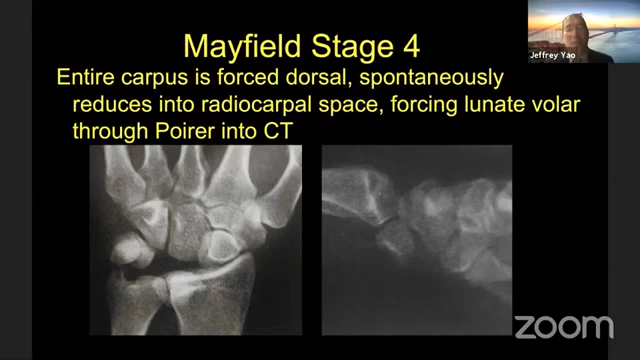 Mayfield Stage 4
Entire carpus is forced dorsal, spontaneously
reduces into radiocarpal space, forcing lunate volar
through Poirer into CT
Jeffrey Yao
zoom